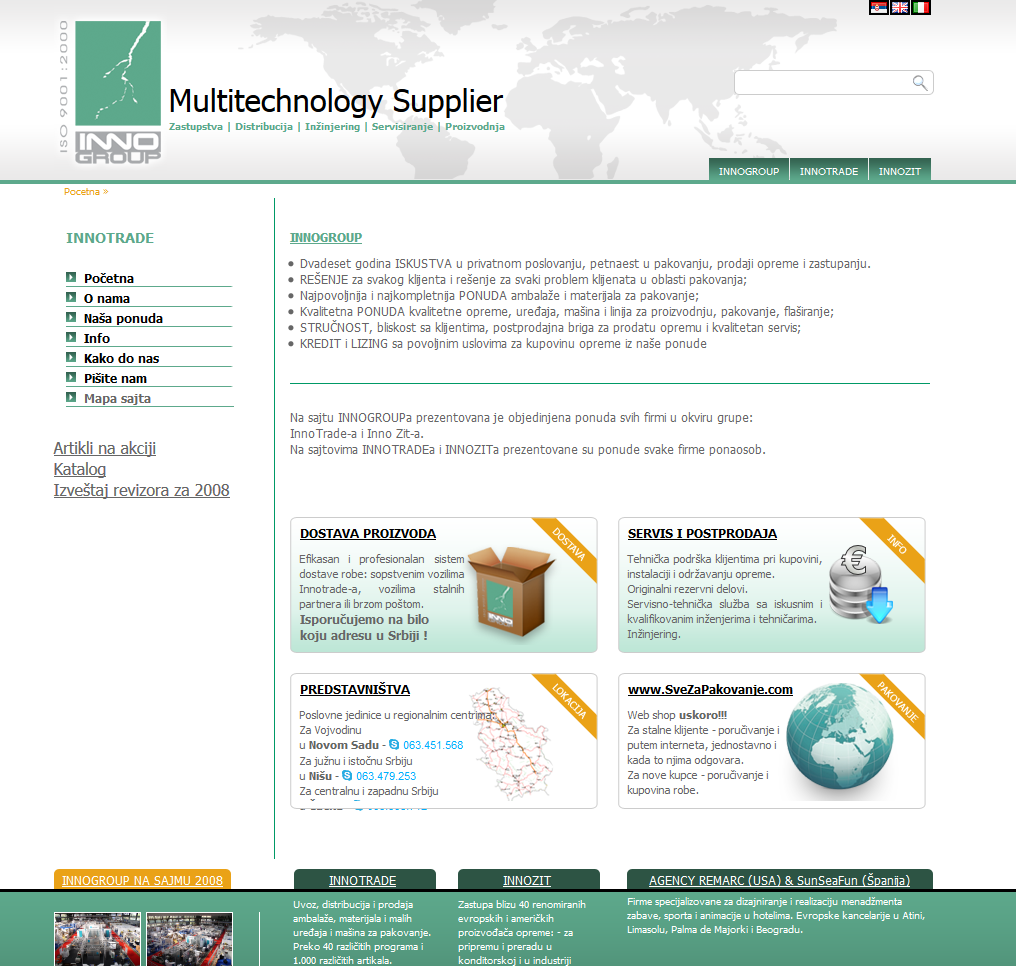 ISO 9001:2000
INNO
GROUP
Multitechnology Supplier
Zastupstva | Distribucija | Inžinjering | Servisiranje | Proizvodnja
INNOGROUP
INNOTRADE
INNOZIT
Pocetna »
INNOTRADE
Početna
O nama
Naša ponuda
Info
Kako do nas
Pišite nam
Mapa sajta
Artikli na akciji
Katalog
Izveštaj revizora za 2008
INNOGROUP
Dvadeset godina ISKUSTVA u privatnom poslovanju, petnaest u pakovanju, prodaji opreme i zastupanju.
REŠENJE za svakog klijenta i rešenje za svaki problem klijenata u oblasti pakovanja;
Najpovoljnija i najkompletnija PONUDA ambalaže i materijala za pakovanje;
Kvalitetna PONUDA kvalitetne opreme, uređaja, mašina i linija za proizvodnju, pakovanje, flaširanje;
STRUČNOST, bliskost sa klijentima, postprodajna briga za prodatu opremu i kvalitetan servis;
KREDIT i LIZING sa povoljnim uslovima za kupovinu opreme iz naše ponude
Na sajtu INNOGROUPa prezentovana je objedinjena ponuda svih firmi u okviru grupe:
InnoTrade-a i Inno Zit-a.
Na sajtovima INNOTRADEa i INNOZITa prezentovane su ponude svake firme ponaosob.
DOSTAVA PROIZVODA
DOSTAVA
Efikasan i profesionalan sistem
dostave robe: sopstvenim vozilima
Innotrade-a, vozilima stalnih
partnera ili brzom poštom.
Isporučujemo na bilo
koju adresu u Srbiji !
INNO
SERVIS I POSTPRODAJA
INFO
Tehnička podrška klijentima pri kupovini,
instalaciji i održavanju opreme.
Originalni rezervni delovi.
Servisno-tehnička služba sa iskusnim i
kvalifikovanim inženjerima i tehničarima.
Inžinjering.
€
PREDSTAVNIŠTVA
LOKACIJA
Poslovne jedinice u regionalnim centrima:
Za Vojvodinu
u Novom Sadu - 063.451.568
Za južnu i istočnu Srbiju
u Nišu - 063.479.253
Za centralnu i zapadnu Srbiju
www.SveZaPakovanje.com
PAKOVANJE
Web shop uskoro!!!
Za stalne klijente - poručivanje i
putem interneta, jednostavno i
kada to njima odgovara.
Za nove kupce - poručivanje i
kupovina robe.
INNOGROUP NA SAJMU 2008
INNOTRADE
Uvoz, distribucija i prodaja
ambalaže, materijala i malih
uređaja i mašina za pakovanje.
Preko 40 različitih programa i
1.000 različitih artikala.
INNOZIT
Zastupa blizu 40 renomiranih
evropskih i američkih
proizvođača opreme: - za
pripremu i preradu u
konditorskoj i u industriji
AGENCY REMARC (USA) & SunSeaFun (Španija)
Firme specijalizovane za dizajniranje i realizaciju menadžmenta
zabave, sporta i animacije u hotelima. Evropske kancelarije u Atini,
Limasolu, Palma de Majorki i Beogradu.